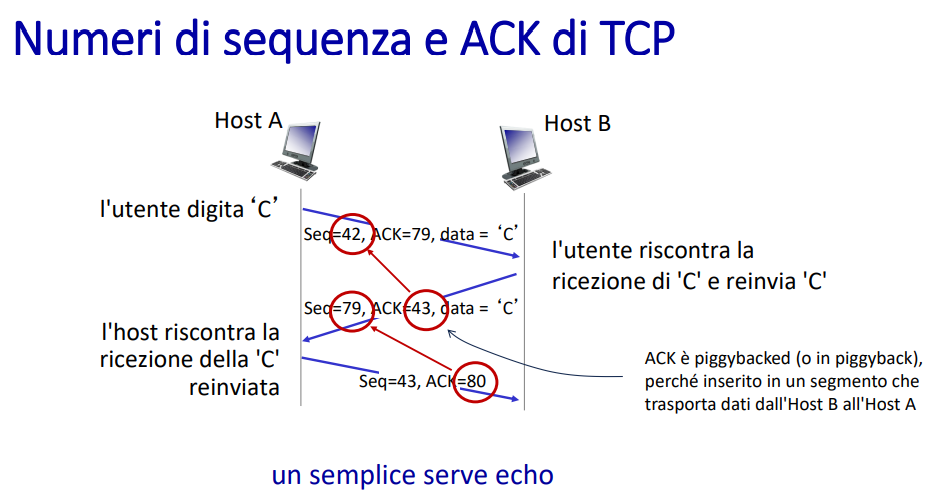 Numeri di sequenza e ACK di TCP
Host A
Host B
l'utente digita ‘C’
Seq=42, ACK=79, data = ‘C’
l'utente riscontra la
ricezione di 'C' e reinvia 'C'
Seq=79, ACK=43, data = ‘C’
l'host riscontra la
ricezione della 'C'
reinviata
Seq=43, ACK=80
ACK è piggybacked (o in piggyback),
perché inserito in un segmento che
trasporta dati dall'Host B all'Host A
un semplice serve echo